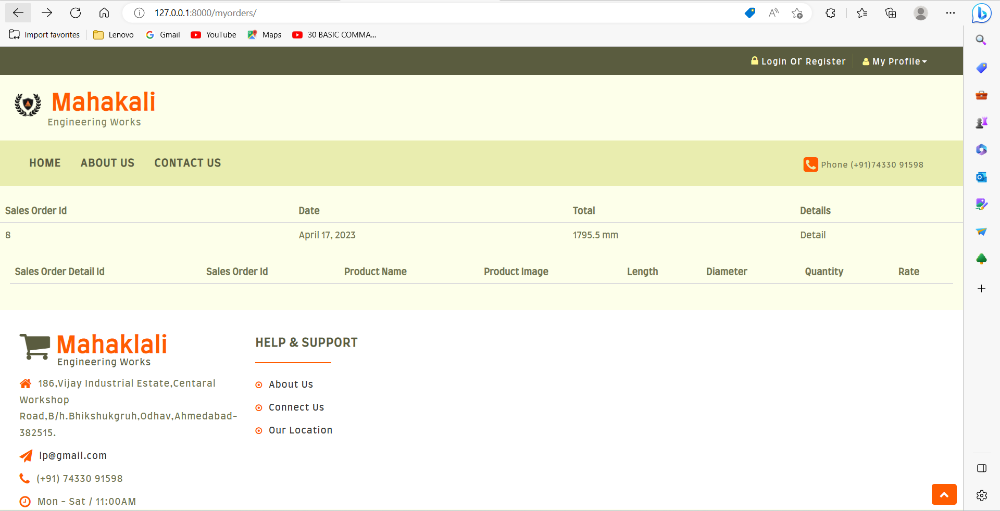 127.0.0.1:8000/myorders/
Import favorites Lenovo Gmail YouTube Maps 30 BASIC COMMA...
Login Or Register My Profile
Mahakali
Engineering Works
HOME ABOUT US CONTACT US Phone (+91)74330 91598
Sales Order Id Date Total Details
8 April 17, 2023 1795.5 mm Detail
Sales Order Detail Id Sales Order Id Product Name Product Image Length Diameter Quantity Rate
Mahaklali
Engineering Works
186,Vijay Industrial Estate,Centaral
Workshop
Road,B/h.Bhikshukgruh,Odhav,Ahmedabad-
382515.
lp@gmail.com
(+91) 74330 91598
Mon - Sat / 11:00AM
HELP & SUPPORT
About Us
Connect Us
Our Location